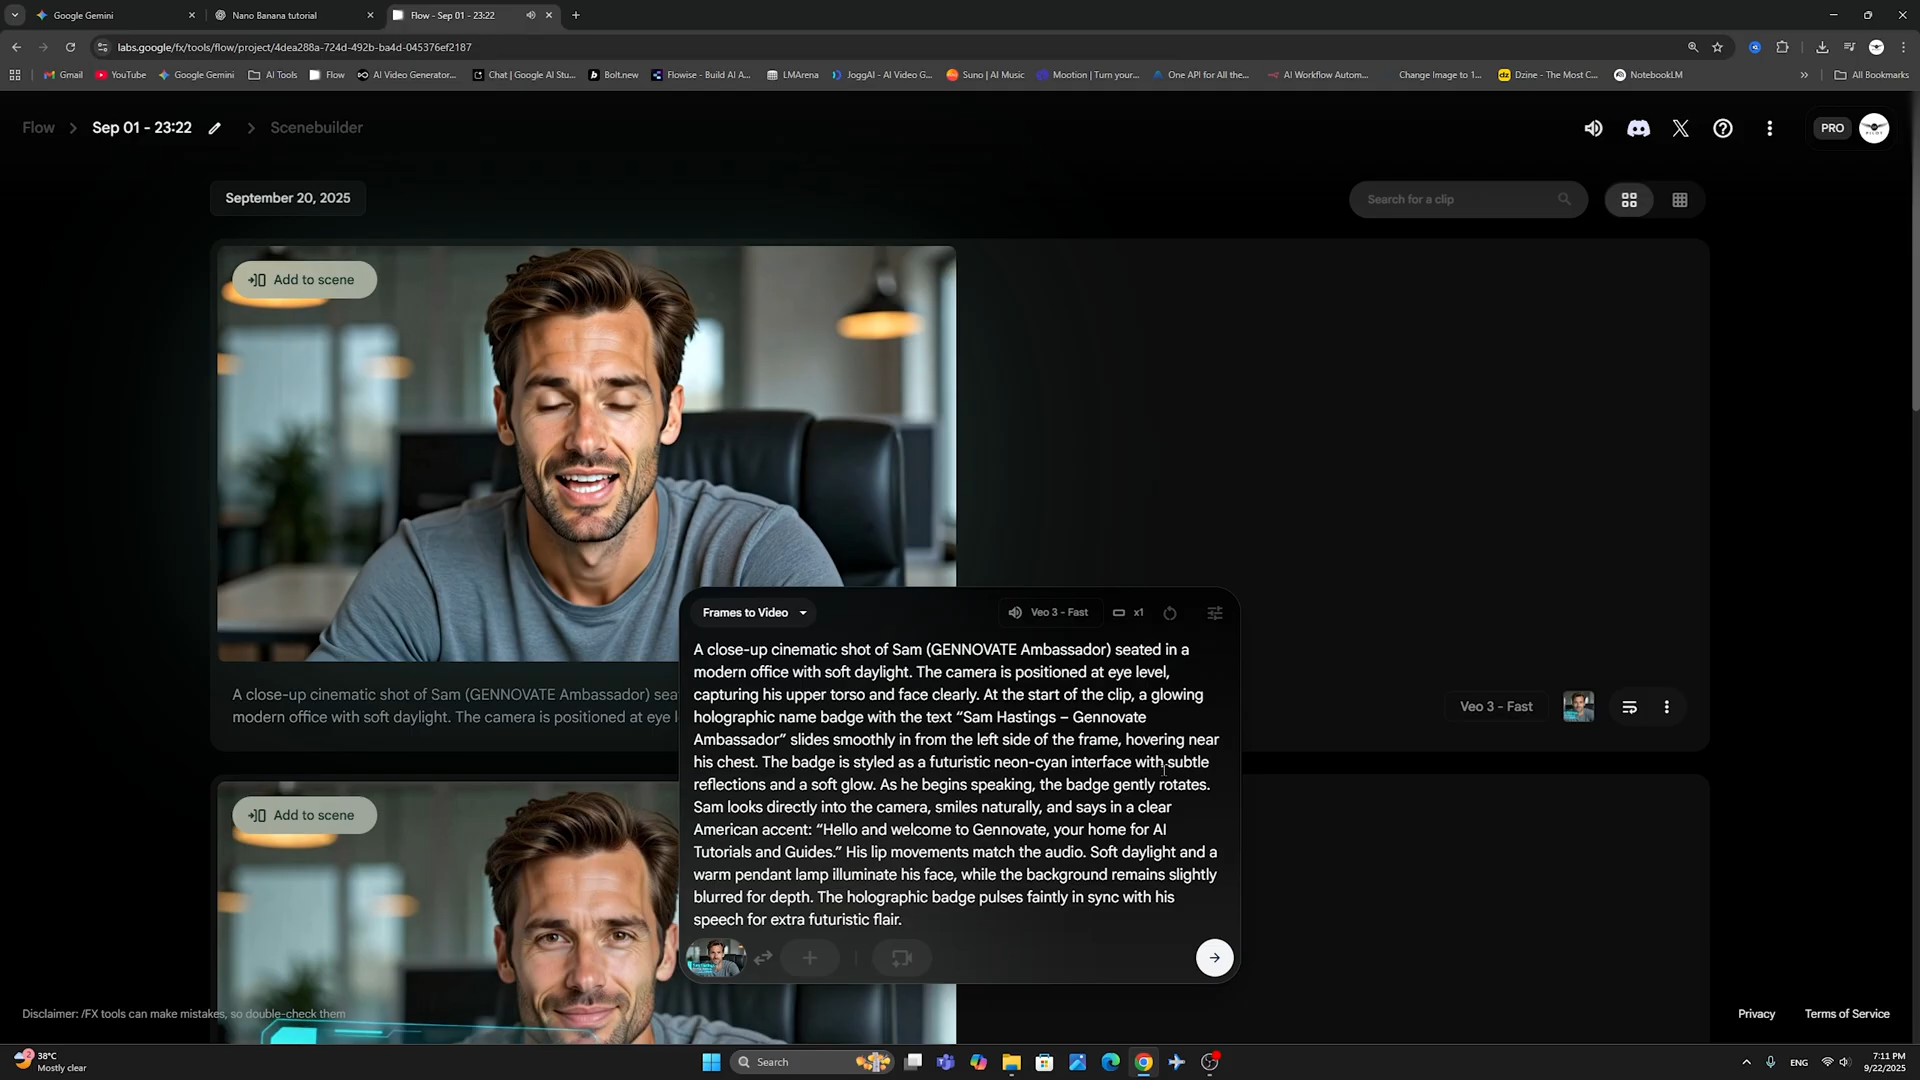 Google Gemini
Nano Banana tutorial
Flow - Sep 01 - 23:22
labs.google/fx/tools/flow/project/4dea288a-724d-492b-ba4d-045376ef2187
Gmail
YouTube
Google Gemini
AI Tools
Flow
AI Video Generator...
Chat | Google AI Stu...
Bolt.new
Flowise - Build AI A...
LMArena
JoggAI - AI Video G...
Suno | AI Music
Mootion | Turn your...
One API for All the...
AI Workflow Autom...
Change Image to 1...
dz
Dzine - The Most C...
NotebookLM
All Bookmarks
Flow
Sep 01 - 23:22
Scenebuilder
PRO
September 20, 2025
Search for a clip
Add to scene
A close-up cinematic shot of Sam (GENNOVATE Ambassador) sea
modern office with soft daylight. The camera is positioned at eye l
Veo 3 - Fast
Frames to Video
Veo 3 - Fast
x1
A close-up cinematic shot of Sam (GENNOVATE Ambassador) seated in a
modern office with soft daylight. The camera is positioned at eye level,
capturing his upper torso and face clearly. At the start of the clip, a glowing
holographic name badge with the text “Sam Hastings – Gennovate
Ambassador” slides smoothly in from the left side of the frame, hovering near
his chest. The badge is styled as a futuristic neon-cyan interface with subtle
reflections and a soft glow. As he begins speaking, the badge gently rotates.
Sam looks directly into the camera, smiles naturally, and says in a clear
American accent: “Hello and welcome to Gennovate, your home for AI
Tutorials and Guides.” His lip movements match the audio. Soft daylight and a
warm pendant lamp illuminate his face, while the background remains slightly
blurred for depth. The holographic badge pulses faintly in sync with his
speech for extra futuristic flair.
Add to scene
Disclaimer: /FX tools can make mistakes, so double-check them
Privacy
Terms of Service
2
38°C
Mostly clear
Search
ENG
7:11 PM
9/22/2025